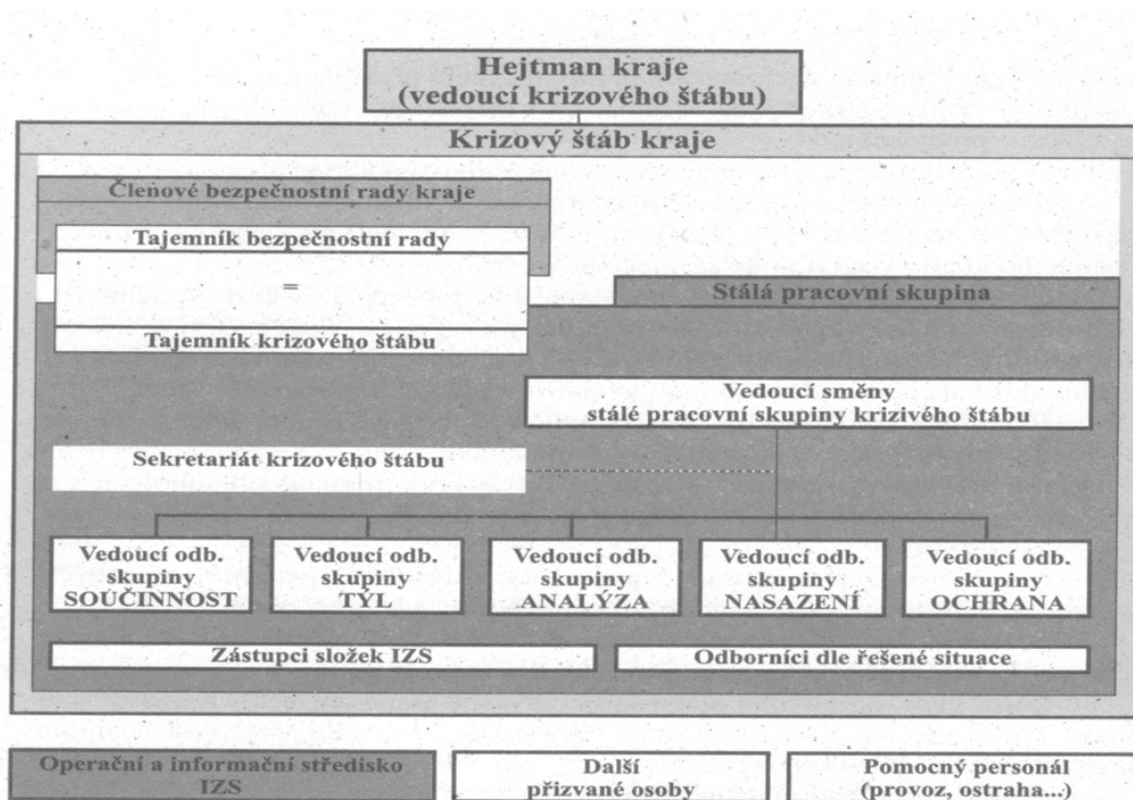 Hejtman kraje
(vedoucí krizového štábu)
Krizový štáb kraje
Členové bezpečnostní rady kraje
Tajemník bezpečnostní rady
=
Tajemník krizového štábu
Stálá pracovní skupina
Vedoucí směny
stálé pracovní skupiny krizivého štábu
Sekretariát krizového štábu
Vedoucí odb.
skupiny
SOUČINNOST
Vedoucí odb.
skupiny
TÝL
Vedoucí odb.
skupiny
ANALÝZA
Vedoucí odb.
skupiny
NASAZENÍ
Vedoucí odb.
skupiny
OCHRANA
Zástupci složek IZS
Odborníci dle řešené situace
Operační a informační středisko
IZS
Další
přizvané osoby
Pomocný personál
(provoz, ostraha...)